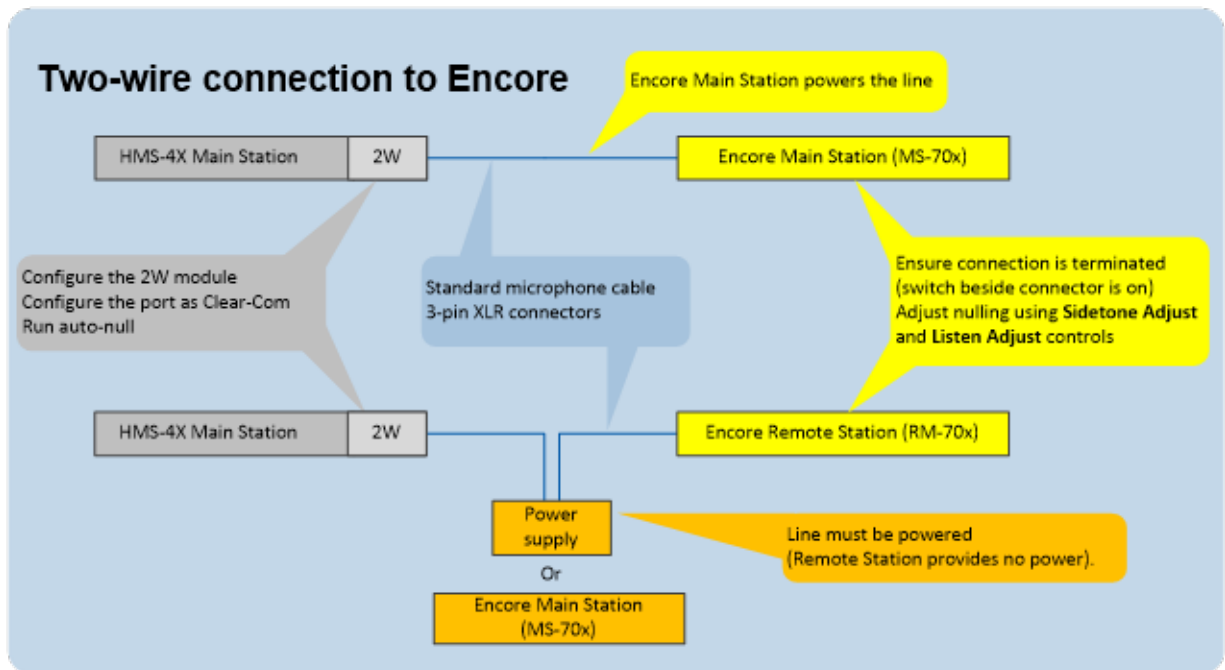 Two-wire connection to Encore
Encore Main Station powers the line
HMS-4X Main Station
2W
Encore Main Station (MS-70x)
Configure the 2W module
Configure the port as Clear-Com
Run auto-null
Standard microphone cable
3-pin XLR connectors
Ensure connection is terminated
(switch beside connector is on)
Adjust nulling using Sidetone Adjust
and Listen Adjust controls
HMS-4X Main Station
2W
Encore Remote Station (RM-70x)
Power
supply
Line must be powered
(Remote Station provides no power).
Or
Encore Main Station
(MS-70x)